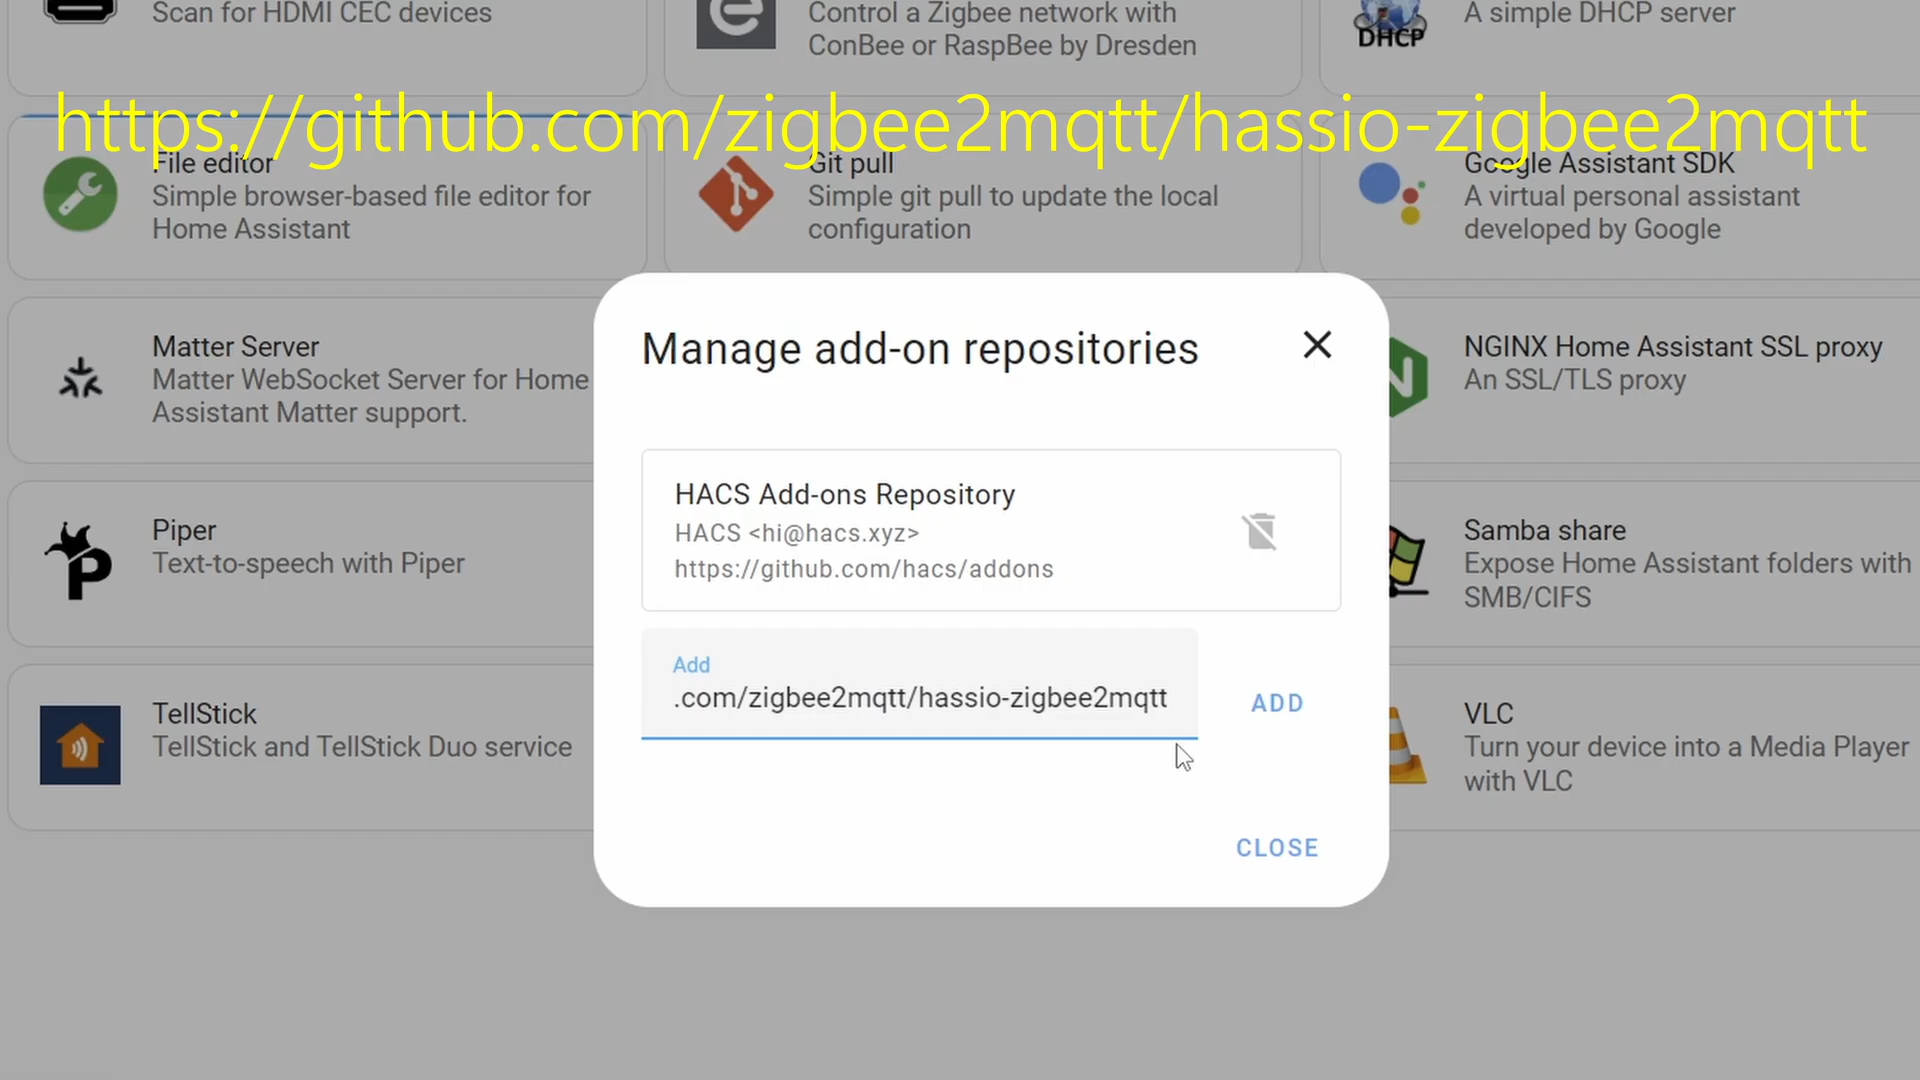 Scan for HDMI CEC devices
Control a Zigbee network with
ConBee or RaspBee by Dresden
DHCP
A simple DHCP server
https://github.com/zigbee2mqtt/hassio-zigbee2mqtt
File editor
Simple browser-based file editor for
Home Assistant
Git pull
Simple git pull to update the local
configuration
Google Assistant SDK
A virtual personal assistant
developed by Google
Matter Server
Matter WebSocket Server for Home
Assistant Matter support.
NGINX Home Assistant SSL proxy
An SSL/TLS proxy
Piper
Text-to-speech with Piper
Samba share
Expose Home Assistant folders with
SMB/CIFS
TellStick
TellStick and TellStick Duo service
VLC
Turn your device into a Media Player
with VLC
Manage add-on repositories
HACS Add-ons Repository
HACS <hi@hacs.xyz>
https://github.com/hacs/addons
Add
.com/zigbee2mqtt/hassio-zigbee2mqtt
ADD
CLOSE